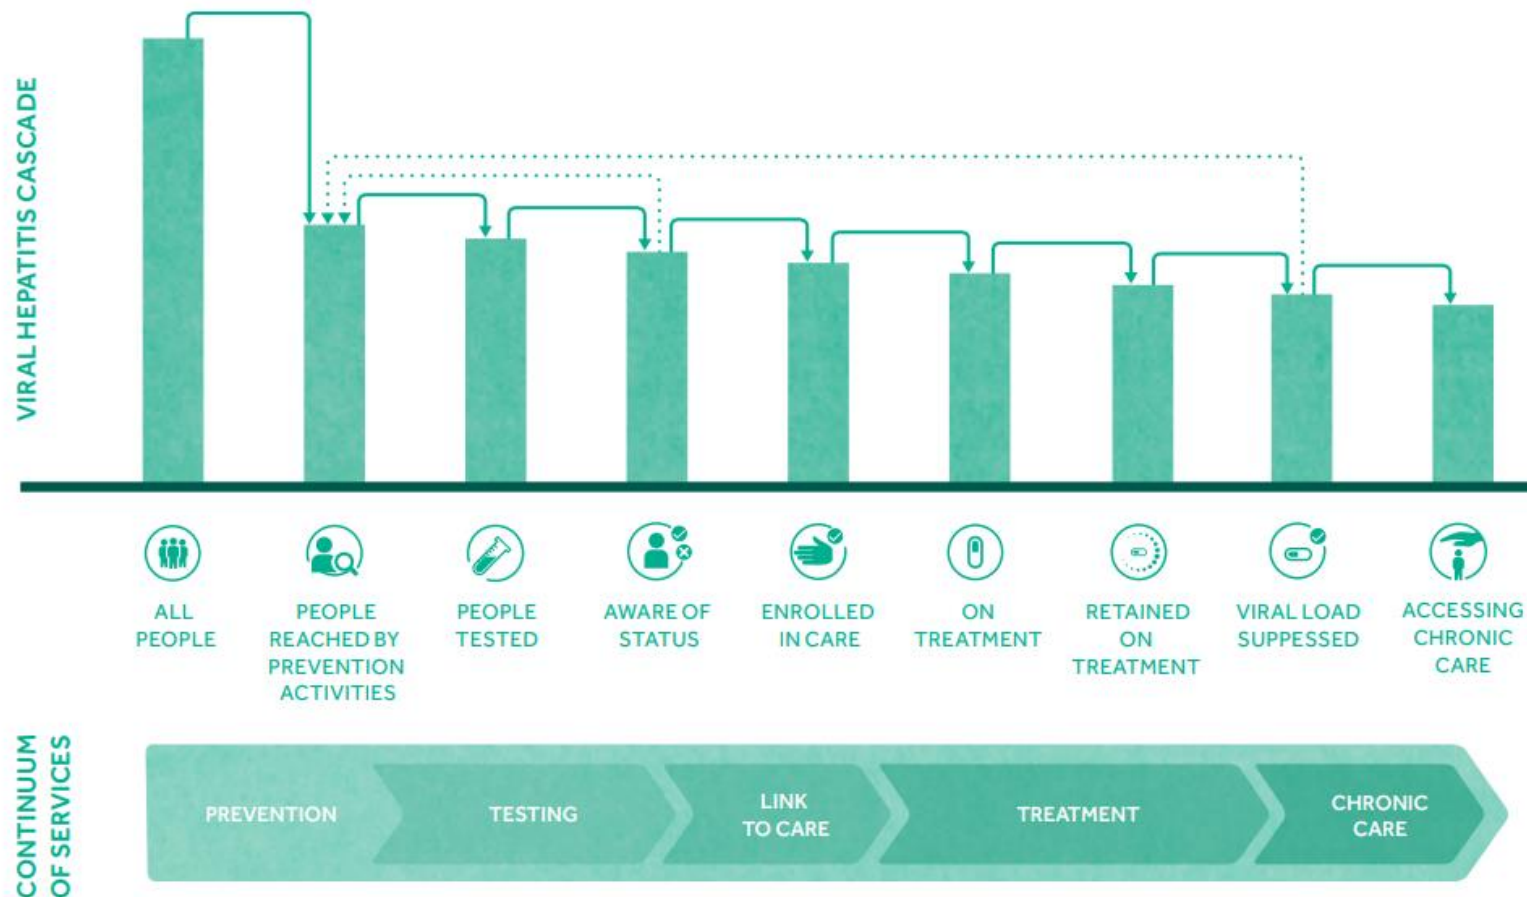 VIRAL HEPATITIS CASCADE
ALL
PEOPLE
PEOPLE
REACHED BY
PREVENTION
ACTIVITIES
PEOPLE
TESTED
AWARE OF
STATUS
ENROLLED
IN CARE
ON
TREATMENT
RETAINED
ON
TREATMENT
VIRAL LOAD
SUPPESSED
ACCESSING
CHRONIC
CARE
CONTINUUM
OF SERVICES
PREVENTION
TESTING
LINK
TO CARE
TREATMENT
CHRONIC
CARE